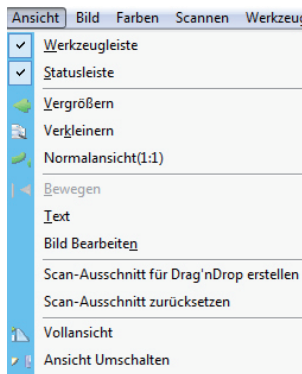 Ansicht Bild Farben Scannen Werkzeug
Werkzeugleiste
Statusleiste
Vergrößern
Verkleinern
Normalansicht(1:1)
Bewegen
Text
Bild Bearbeiten
Scan-Ausschnitt für Drag'nDrop erstellen
Scan-Ausschnitt zurücksetzen
Vollansicht
Ansicht Umschalten